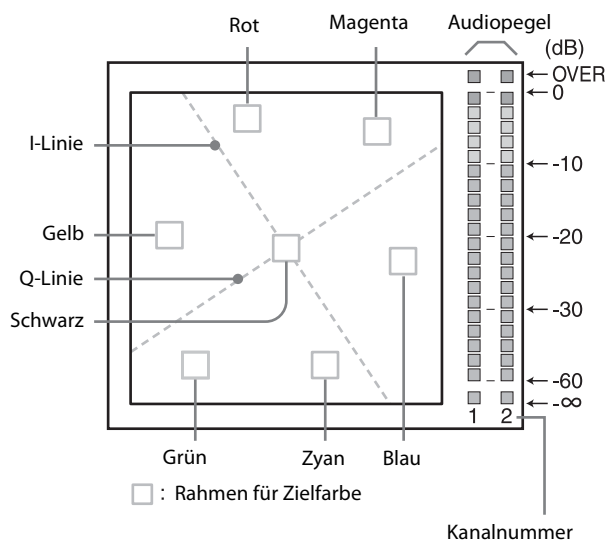 Rot
Magenta
Audiopegel
(dB)
OVER
0
I-Linie
-10
Gelb
-20
Q-Linie
Schwarz
-30
-60
-∞
1 2
Grün
Zyan
Blau
: Rahmen für Zielfarbe
Kanalnummer